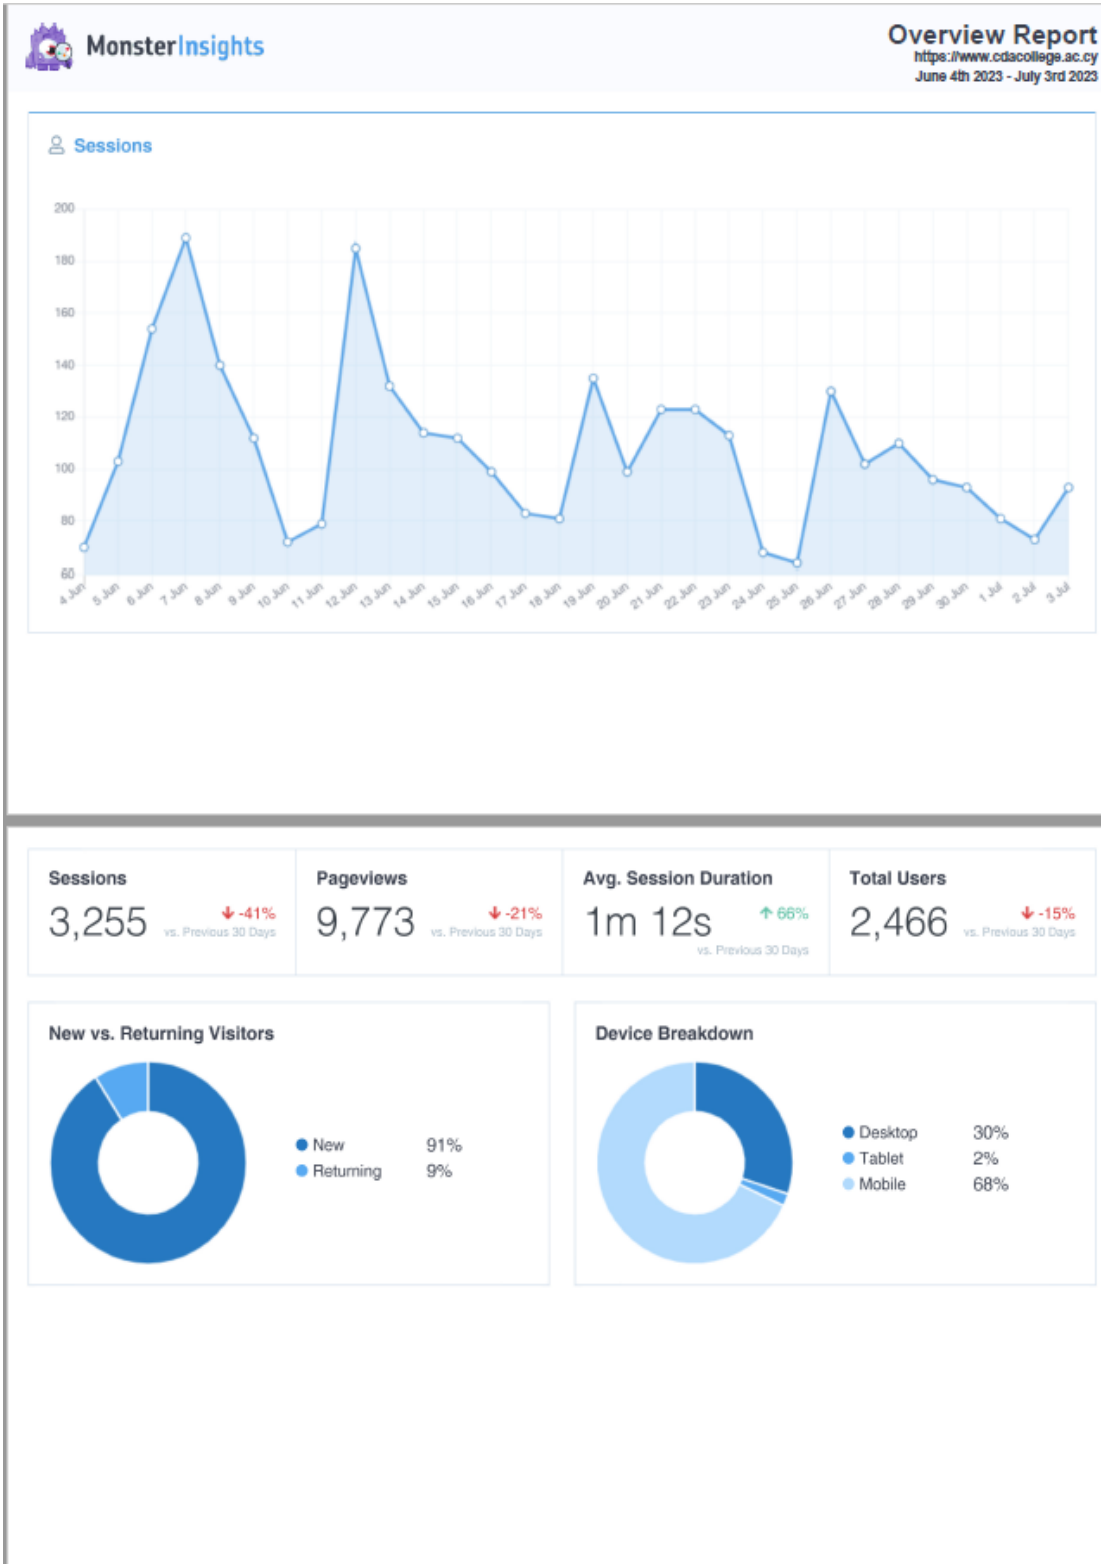 MonsterInsights
Overview Report
https://www.cdacollege.ac.cy
June 4th 2023 - July 3rd 2023
Sessions
200
180
160
140
120
100
80
60
4 Jun 5 Jun 6 Jun 7 Jun 8 Jun 9 Jun 10 Jun 11 Jun 12 Jun 13 Jun 14 Jun 15 Jun 16 Jun 17 Jun 18 Jun 19 Jun 20 Jun 21 Jun 22 Jun 23 Jun 24 Jun 25 Jun 26 Jun 27 Jun 28 Jun 29 Jun 30 Jun 1 Jul 2 Jul 3 Jul
Sessions Pageviews Avg. Session Duration Total Users
3,255 -41% 9,773 -21% 1m 12s 66% 2,466 -15%
vs. Previous 30 Days vs. Previous 30 Days vs. Previous 30 Days vs. Previous 30 Days
New vs. Returning Visitors
New 91%
Returning 9%
Device Breakdown
Desktop 30%
Tablet 2%
Mobile 68%